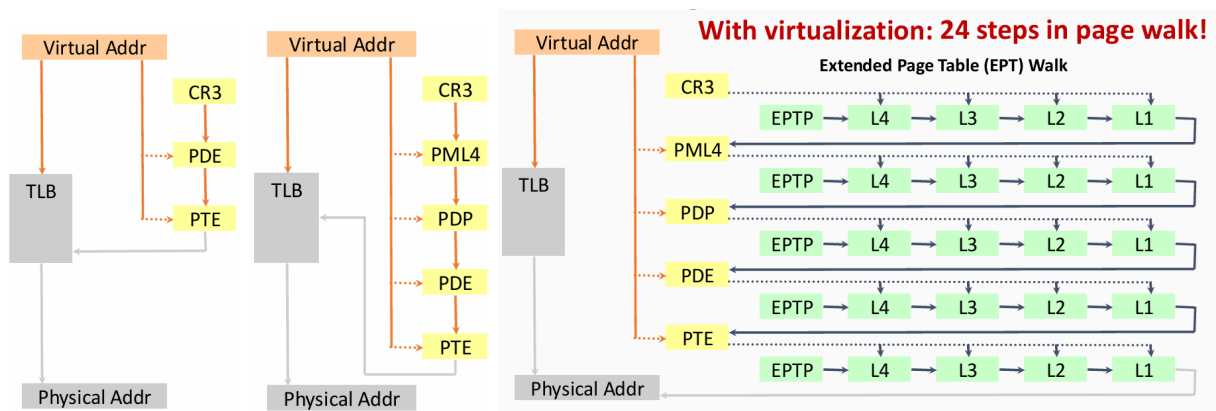 Virtual Addr
CR3
PDE
TLB
PTE
Physical Addr
Virtual Addr
CR3
PML4
TLB
PDP
PDE
PTE
Physical Addr
With virtualization: 24 steps in page walk!
Virtual Addr
Extended Page Table (EPT) Walk
CR3
EPTP L4 L3 L2 L1
PML4
TLB
EPTP L4 L3 L2 L1
PDP
EPTP L4 L3 L2 L1
PDE
EPTP L4 L3 L2 L1
PTE
EPTP L4 L3 L2 L1
Physical Addr